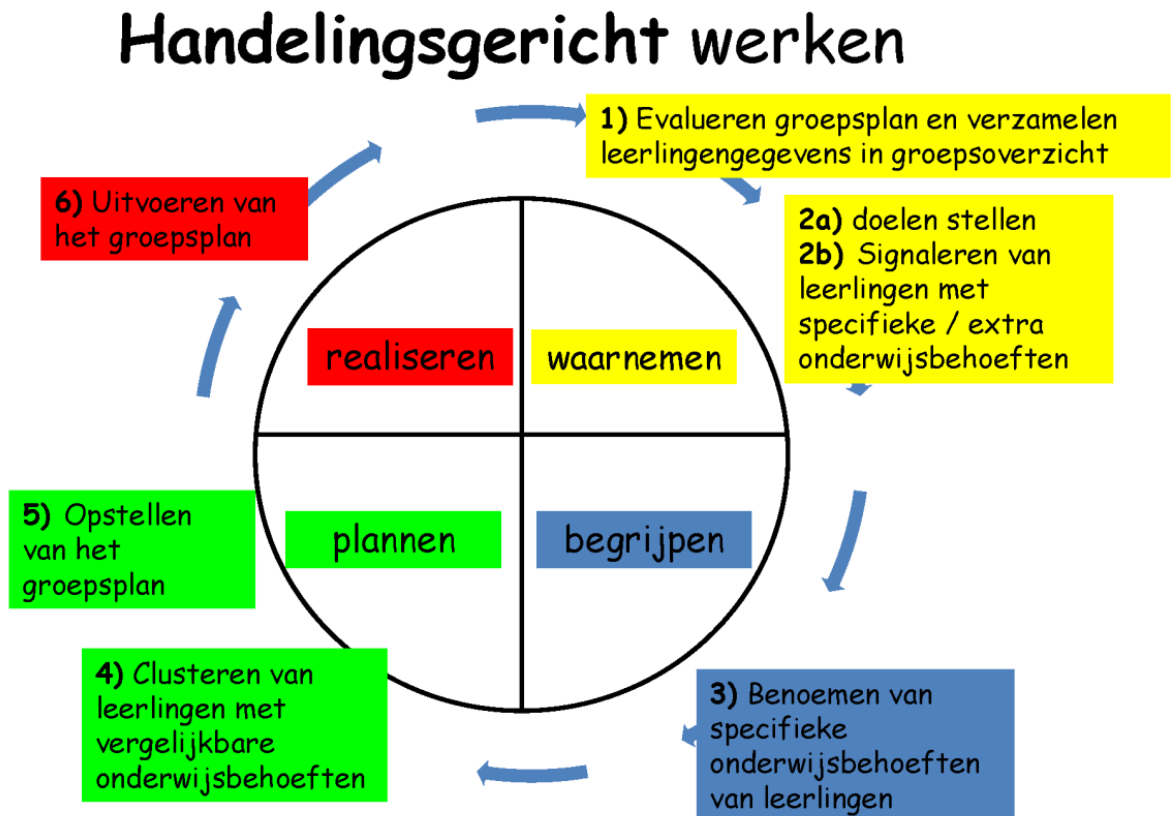 Handelingsgericht werken
1) Evalueren groepsplan en verzamelen
leerlingengegevens in groepsoverzicht
2a) doelen stellen
2b) Signaleren van
leerlingen met
specifieke / extra
onderwijsbehoeften
6) Uitvoeren van
het groepsplan
realiseren
waarnemen
plannen
begrijpen
5) Opstellen
van het
groepsplan
4) Clusteren van
leerlingen met
vergelijkbare
onderwijsbehoeften
3) Benoemen van
specifieke
onderwijsbehoeften
van leerlingen